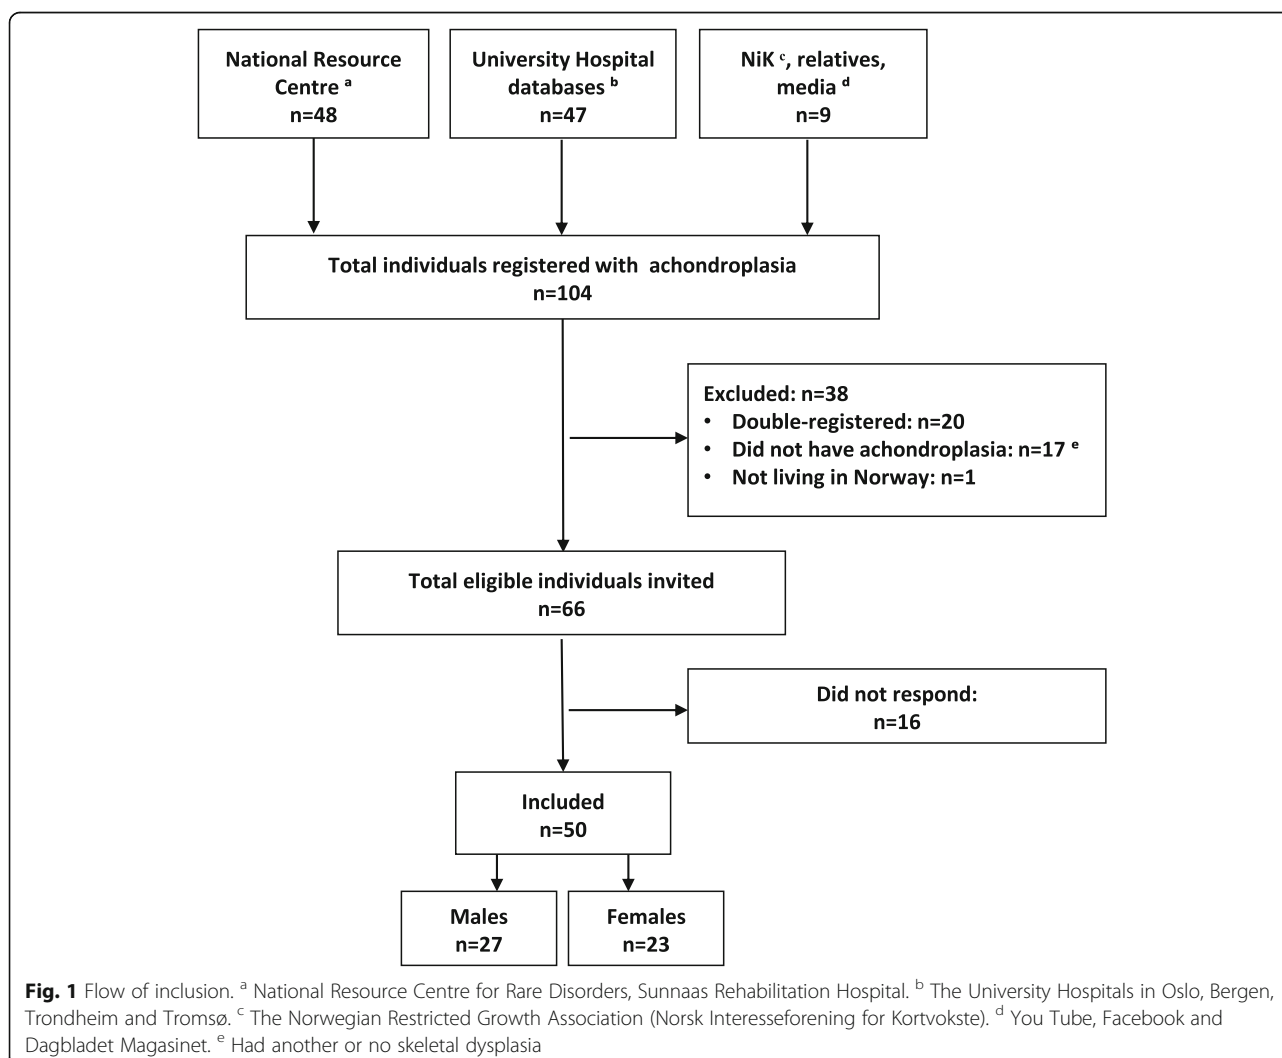 National Resource
Centre a
n=48
University Hospital
databases b
n=47
NiK c, relatives,
media d
n=9
Total individuals registered with achondroplasia
n=104
Excluded: n=38
• Double-registered: n=20
• Did not have achondroplasia: n=17 e
• Not living in Norway: n=1
Total eligible individuals invited
n=66
Did not respond:
n=16
Included
n=50
Males
n=27
Females
n=23
Fig. 1 Flow of inclusion. a National Resource Centre for Rare Disorders, Sunnaas Rehabilitation Hospital. b The University Hospitals in Oslo, Bergen,
Trondheim and Tromsø. c The Norwegian Restricted Growth Association (Norsk Interesseforening for Kortvokste). d You Tube, Facebook and
Dagbladet Magasinet. e Had another or no skeletal dysplasia